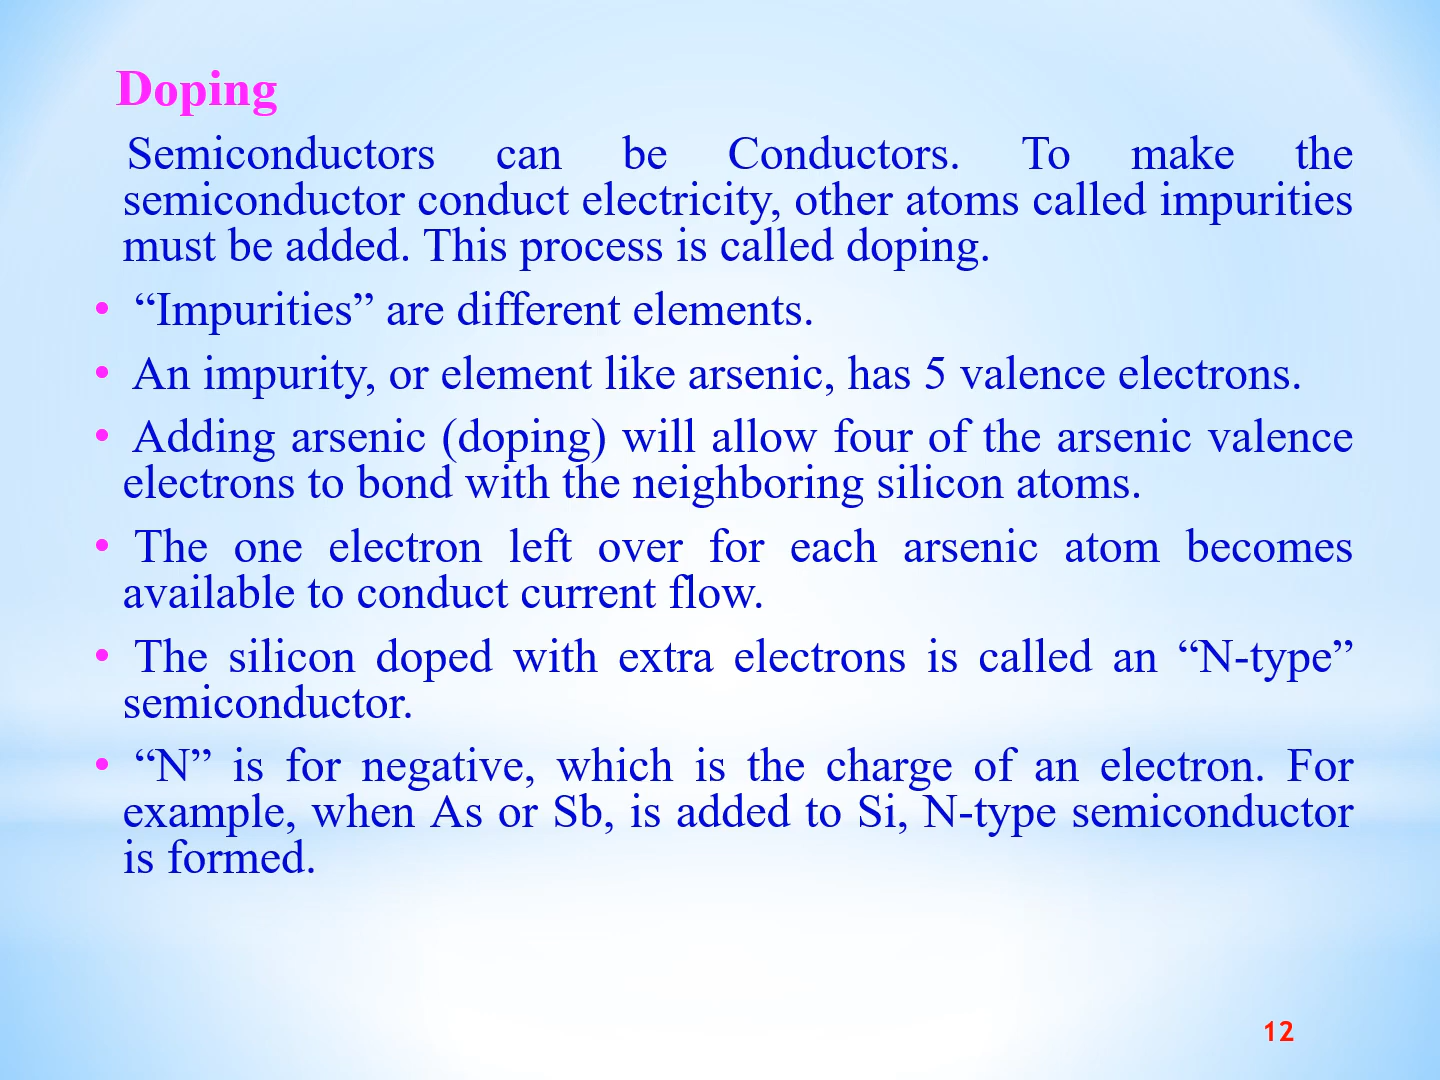 Doping
Semiconductors can be Conductors. To make the
semiconductor conduct electricity, other atoms called impurities
must be added. This process is called doping.
• “Impurities” are different elements.
• An impurity, or element like arsenic, has 5 valence electrons.
• Adding arsenic (doping) will allow four of the arsenic valence
electrons to bond with the neighboring silicon atoms.
• The one electron left over for each arsenic atom becomes
available to conduct current flow.
• The silicon doped with extra electrons is called an “N-type”
semiconductor.
• “N” is for negative, which is the charge of an electron. For
example, when As or Sb, is added to Si, N-type semiconductor
is formed.
12